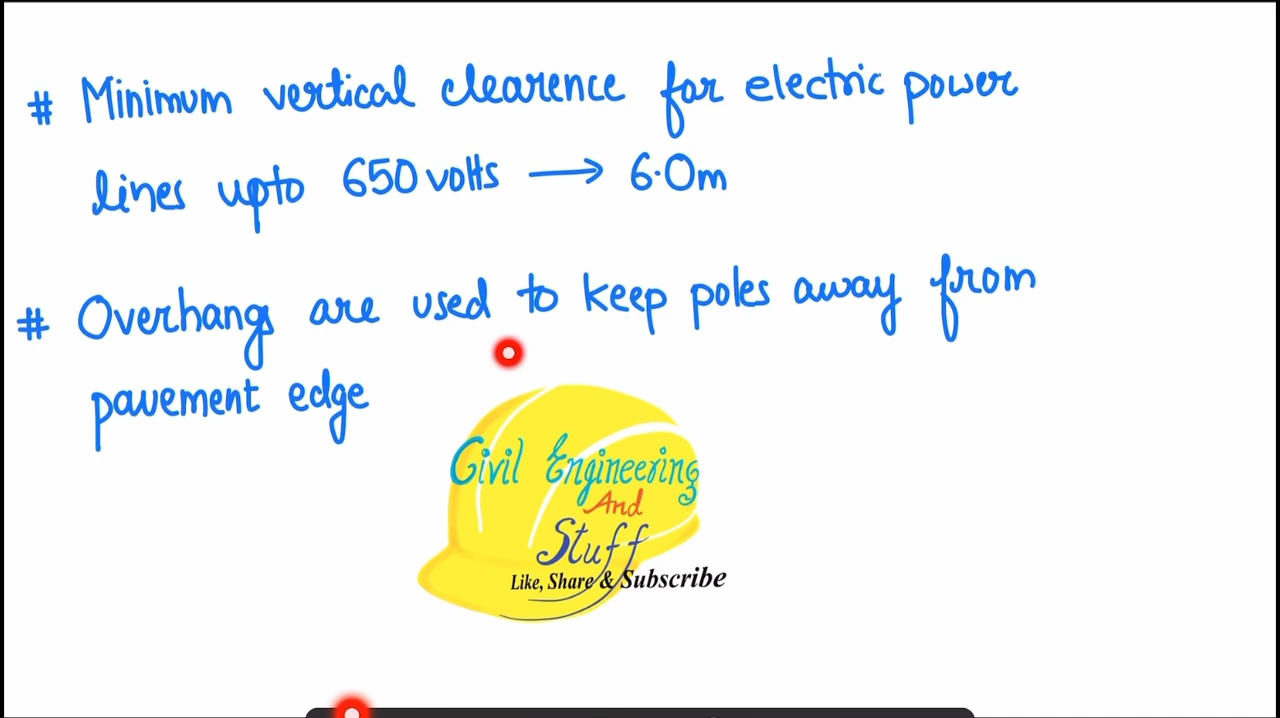 # Minimum vertical clearence for electric power
lines upto 650 volts → 6.0m
# Overhangs are used to keep poles away from
pavement edge
Civil Engineering
And
Stuff
Like, Share & Subscribe